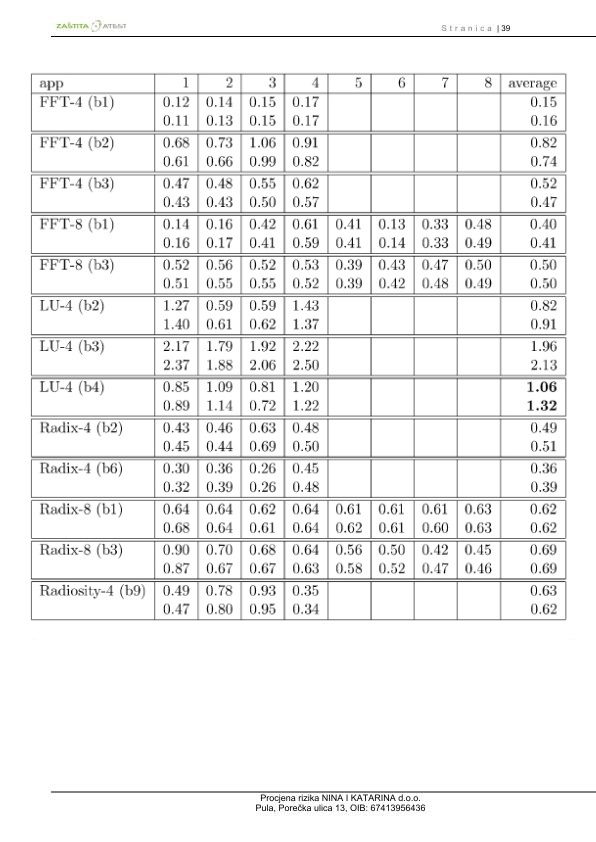 ZAŠTITA ATEST
Stranica | 39
app 1 2 3 4 5 6 7 8 average
FFT-4 (b1) 0.12 0.14 0.15 0.17 0.15
0.11 0.13 0.15 0.17 0.16
FFT-4 (b2) 0.68 0.73 1.06 0.91 0.82
0.61 0.66 0.99 0.82 0.74
FFT-4 (b3) 0.47 0.48 0.55 0.62 0.52
0.43 0.43 0.50 0.57 0.47
FFT-8 (b1) 0.14 0.16 0.42 0.61 0.41 0.13 0.33 0.48 0.40
0.16 0.17 0.41 0.59 0.41 0.14 0.33 0.49 0.41
FFT-8 (b3) 0.52 0.56 0.52 0.53 0.39 0.43 0.47 0.50 0.50
0.51 0.55 0.55 0.52 0.39 0.42 0.48 0.49 0.50
LU-4 (b2) 1.27 0.59 0.59 1.43 0.82
1.40 0.61 0.62 1.37 0.91
LU-4 (b3) 2.17 1.79 1.92 2.22 1.96
2.37 1.88 2.06 2.50 2.13
LU-4 (b4) 0.85 1.09 0.81 1.20 1.06
0.89 1.14 0.72 1.22 1.32
Radix-4 (b2) 0.43 0.46 0.63 0.48 0.49
0.45 0.44 0.69 0.50 0.51
Radix-4 (b6) 0.30 0.36 0.26 0.45 0.36
0.32 0.39 0.26 0.48 0.39
Radix-8 (b1) 0.64 0.64 0.62 0.64 0.61 0.61 0.61 0.63 0.62
0.68 0.64 0.61 0.64 0.62 0.61 0.60 0.63 0.62
Radix-8 (b3) 0.90 0.70 0.68 0.64 0.56 0.50 0.42 0.45 0.69
0.87 0.67 0.67 0.63 0.58 0.52 0.47 0.46 0.69
Radiosity-4 (b9) 0.49 0.78 0.93 0.35 0.63
0.47 0.80 0.95 0.34 0.62
Procjena rizika NINA I KATARINA d.o.o.
Pula, Porečka ulica 13, OIB: 67413956436